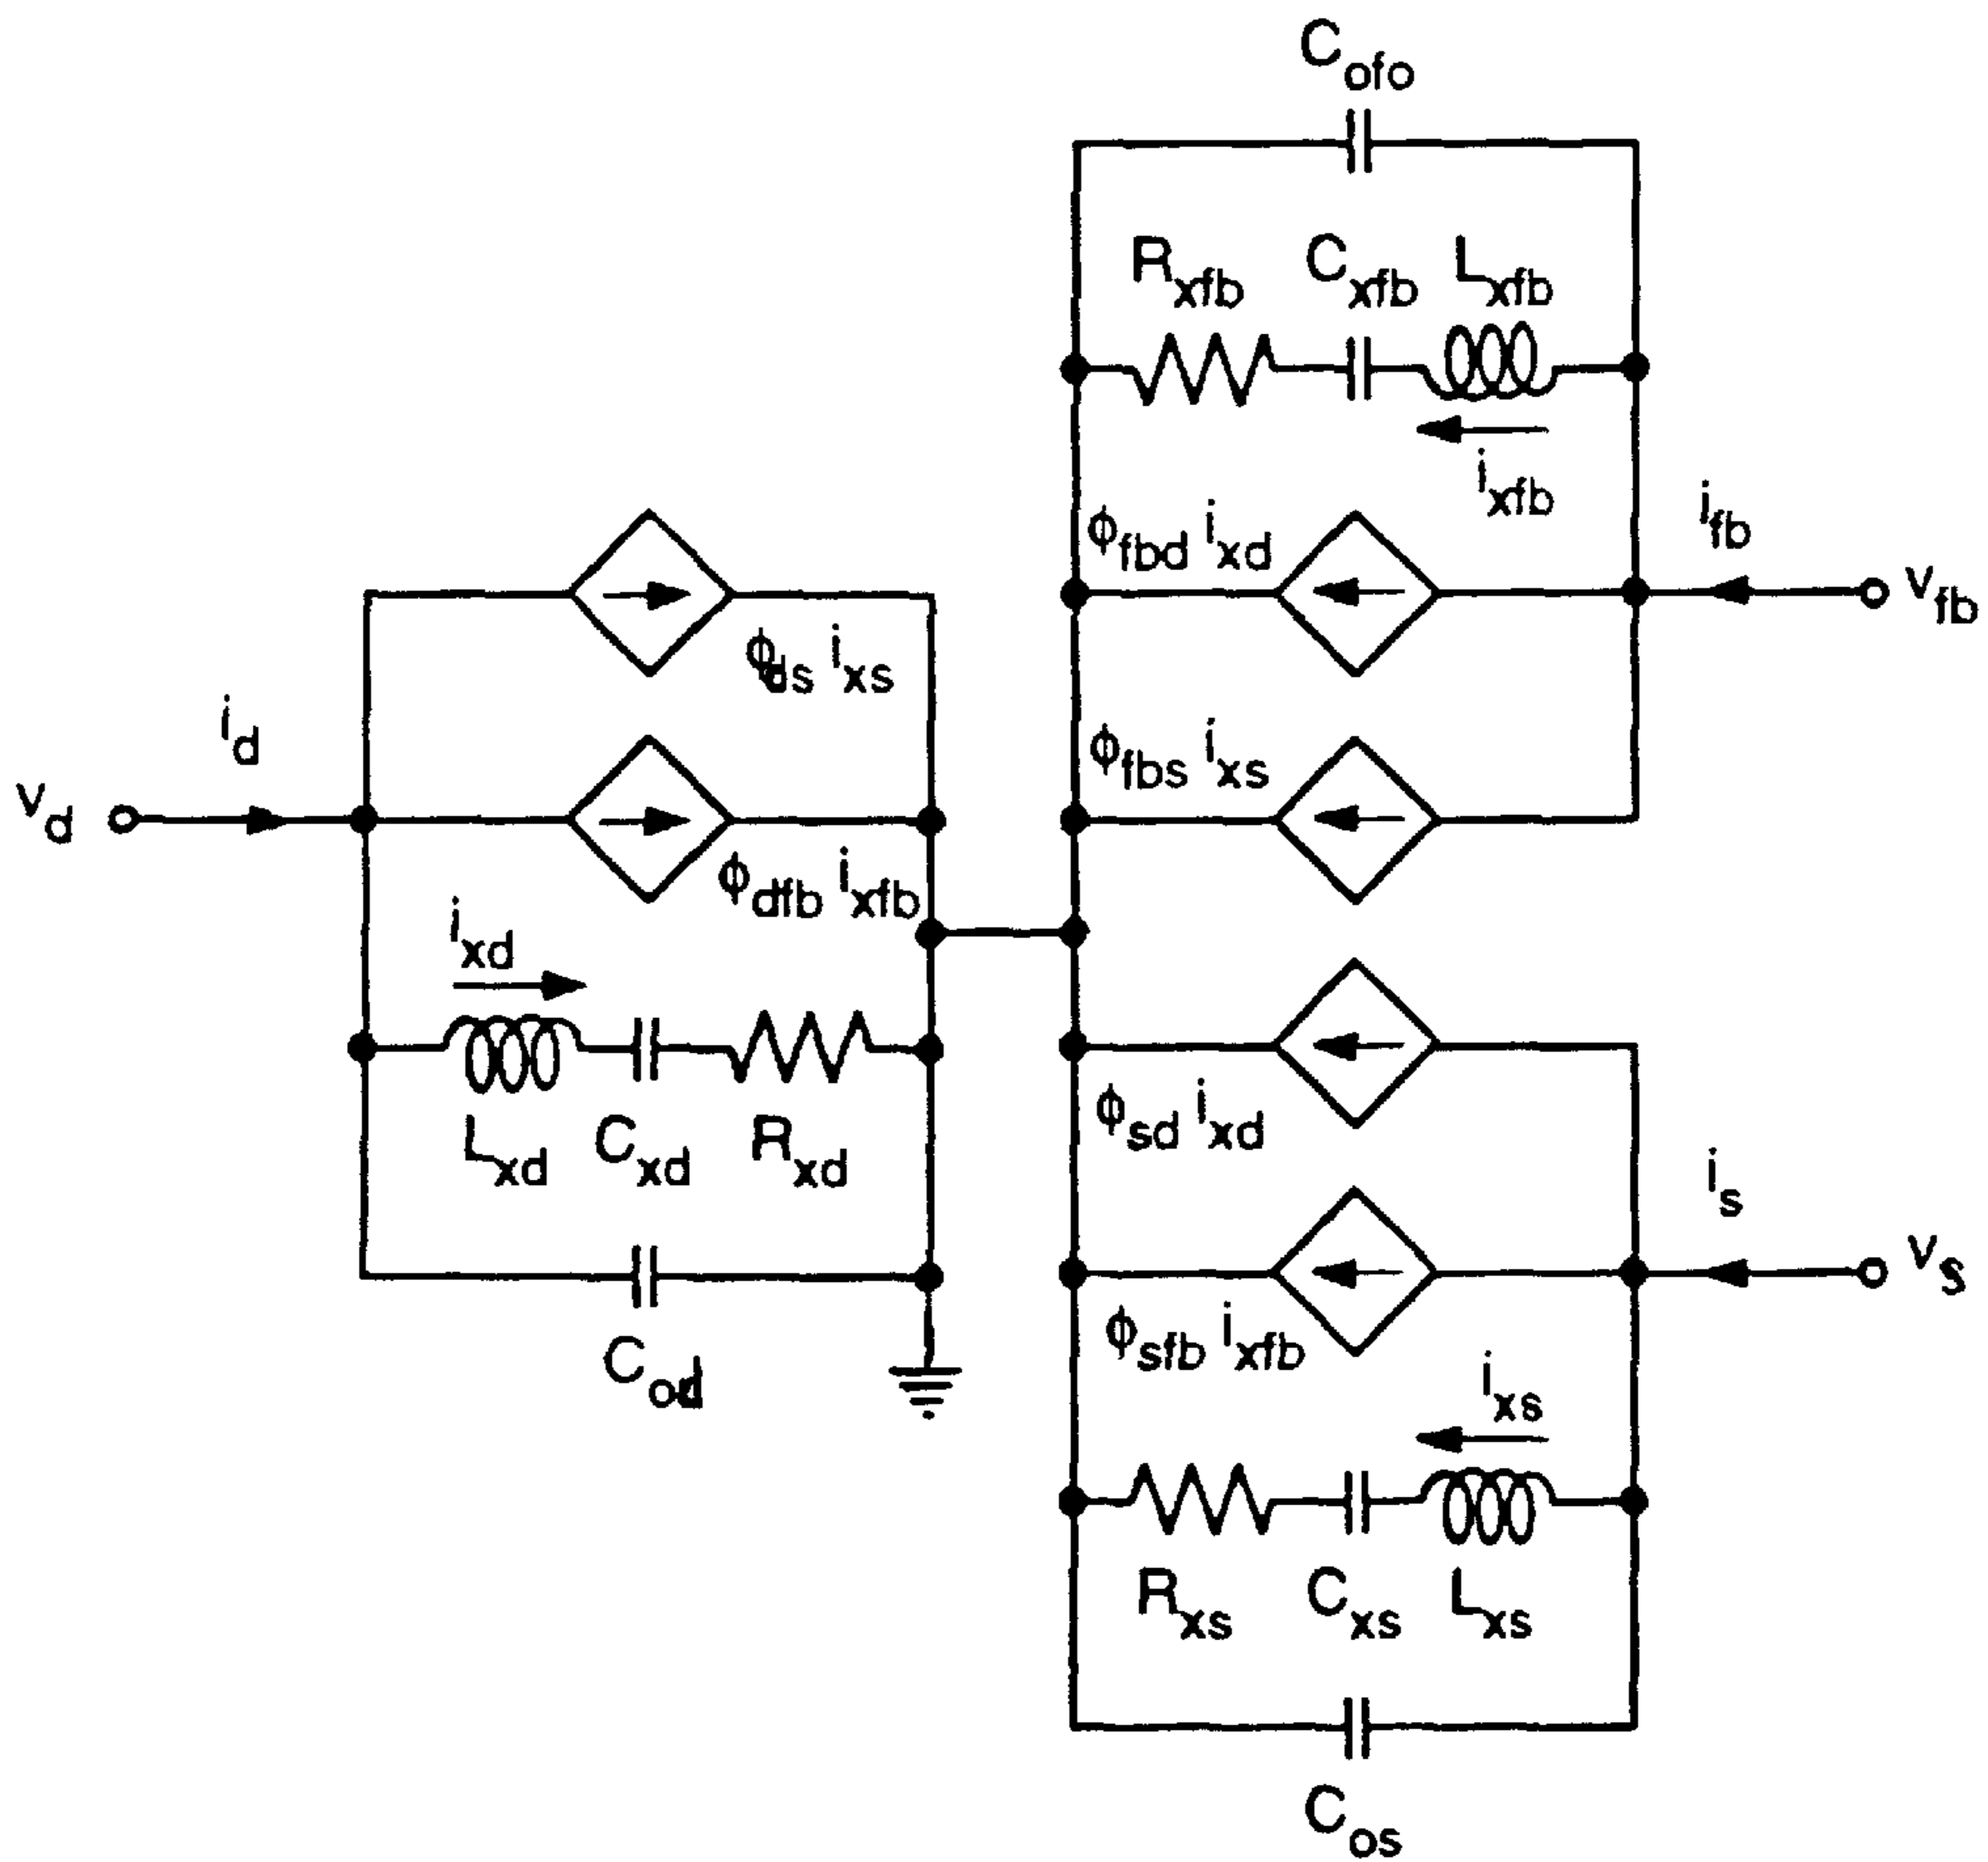 C_ofo
R_xfb C_xfb L_xfb
i_xfb
ϕ_fbd i_xd
i_fb
v_fb
ϕ_ds i_xs
i_d
v_d
ϕ_fbs i_xs
ϕ_dfb i_xfb
i_xd
L_xd C_xd R_xd
ϕ_sd i_xd
i_s
v_s
ϕ_sfb i_xfb
C_od
i_xs
R_xs C_xs L_xs
C_os